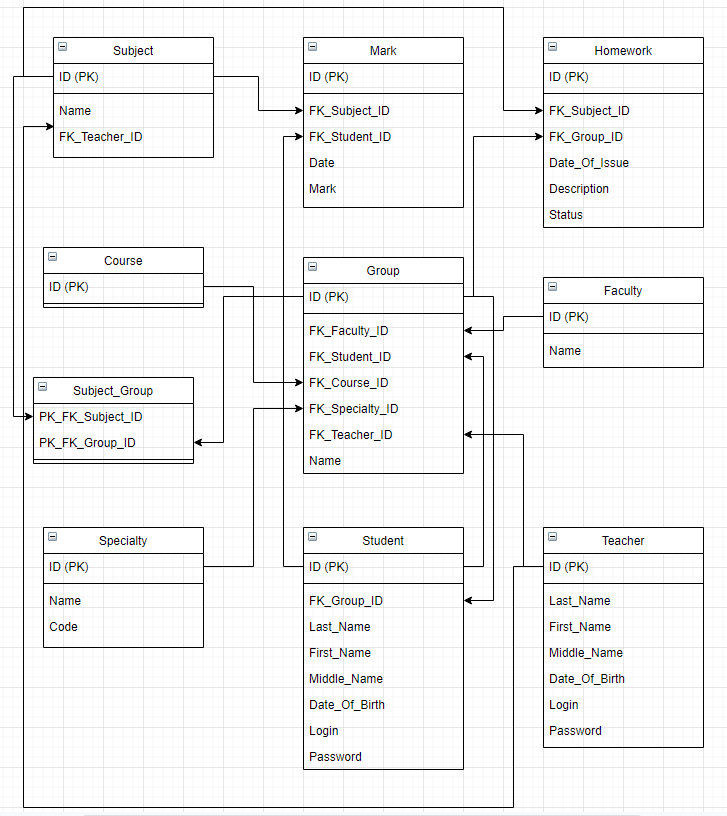 Subject
ID (PK)
Name
FK_Teacher_ID
Mark
ID (PK)
FK_Subject_ID
FK_Student_ID
Date
Mark
Homework
ID (PK)
FK_Subject_ID
FK_Group_ID
Date_Of_Issue
Description
Status
Course
ID (PK)
Group
ID (PK)
FK_Faculty_ID
FK_Student_ID
FK_Course_ID
FK_Specialty_ID
FK_Teacher_ID
Name
Faculty
ID (PK)
Name
Subject_Group
PK_FK_Subject_ID
PK_FK_Group_ID
Specialty
ID (PK)
Name
Code
Student
ID (PK)
FK_Group_ID
Last_Name
First_Name
Middle_Name
Date_Of_Birth
Login
Password
Teacher
ID (PK)
Last_Name
First_Name
Middle_Name
Date_Of_Birth
Login
Password